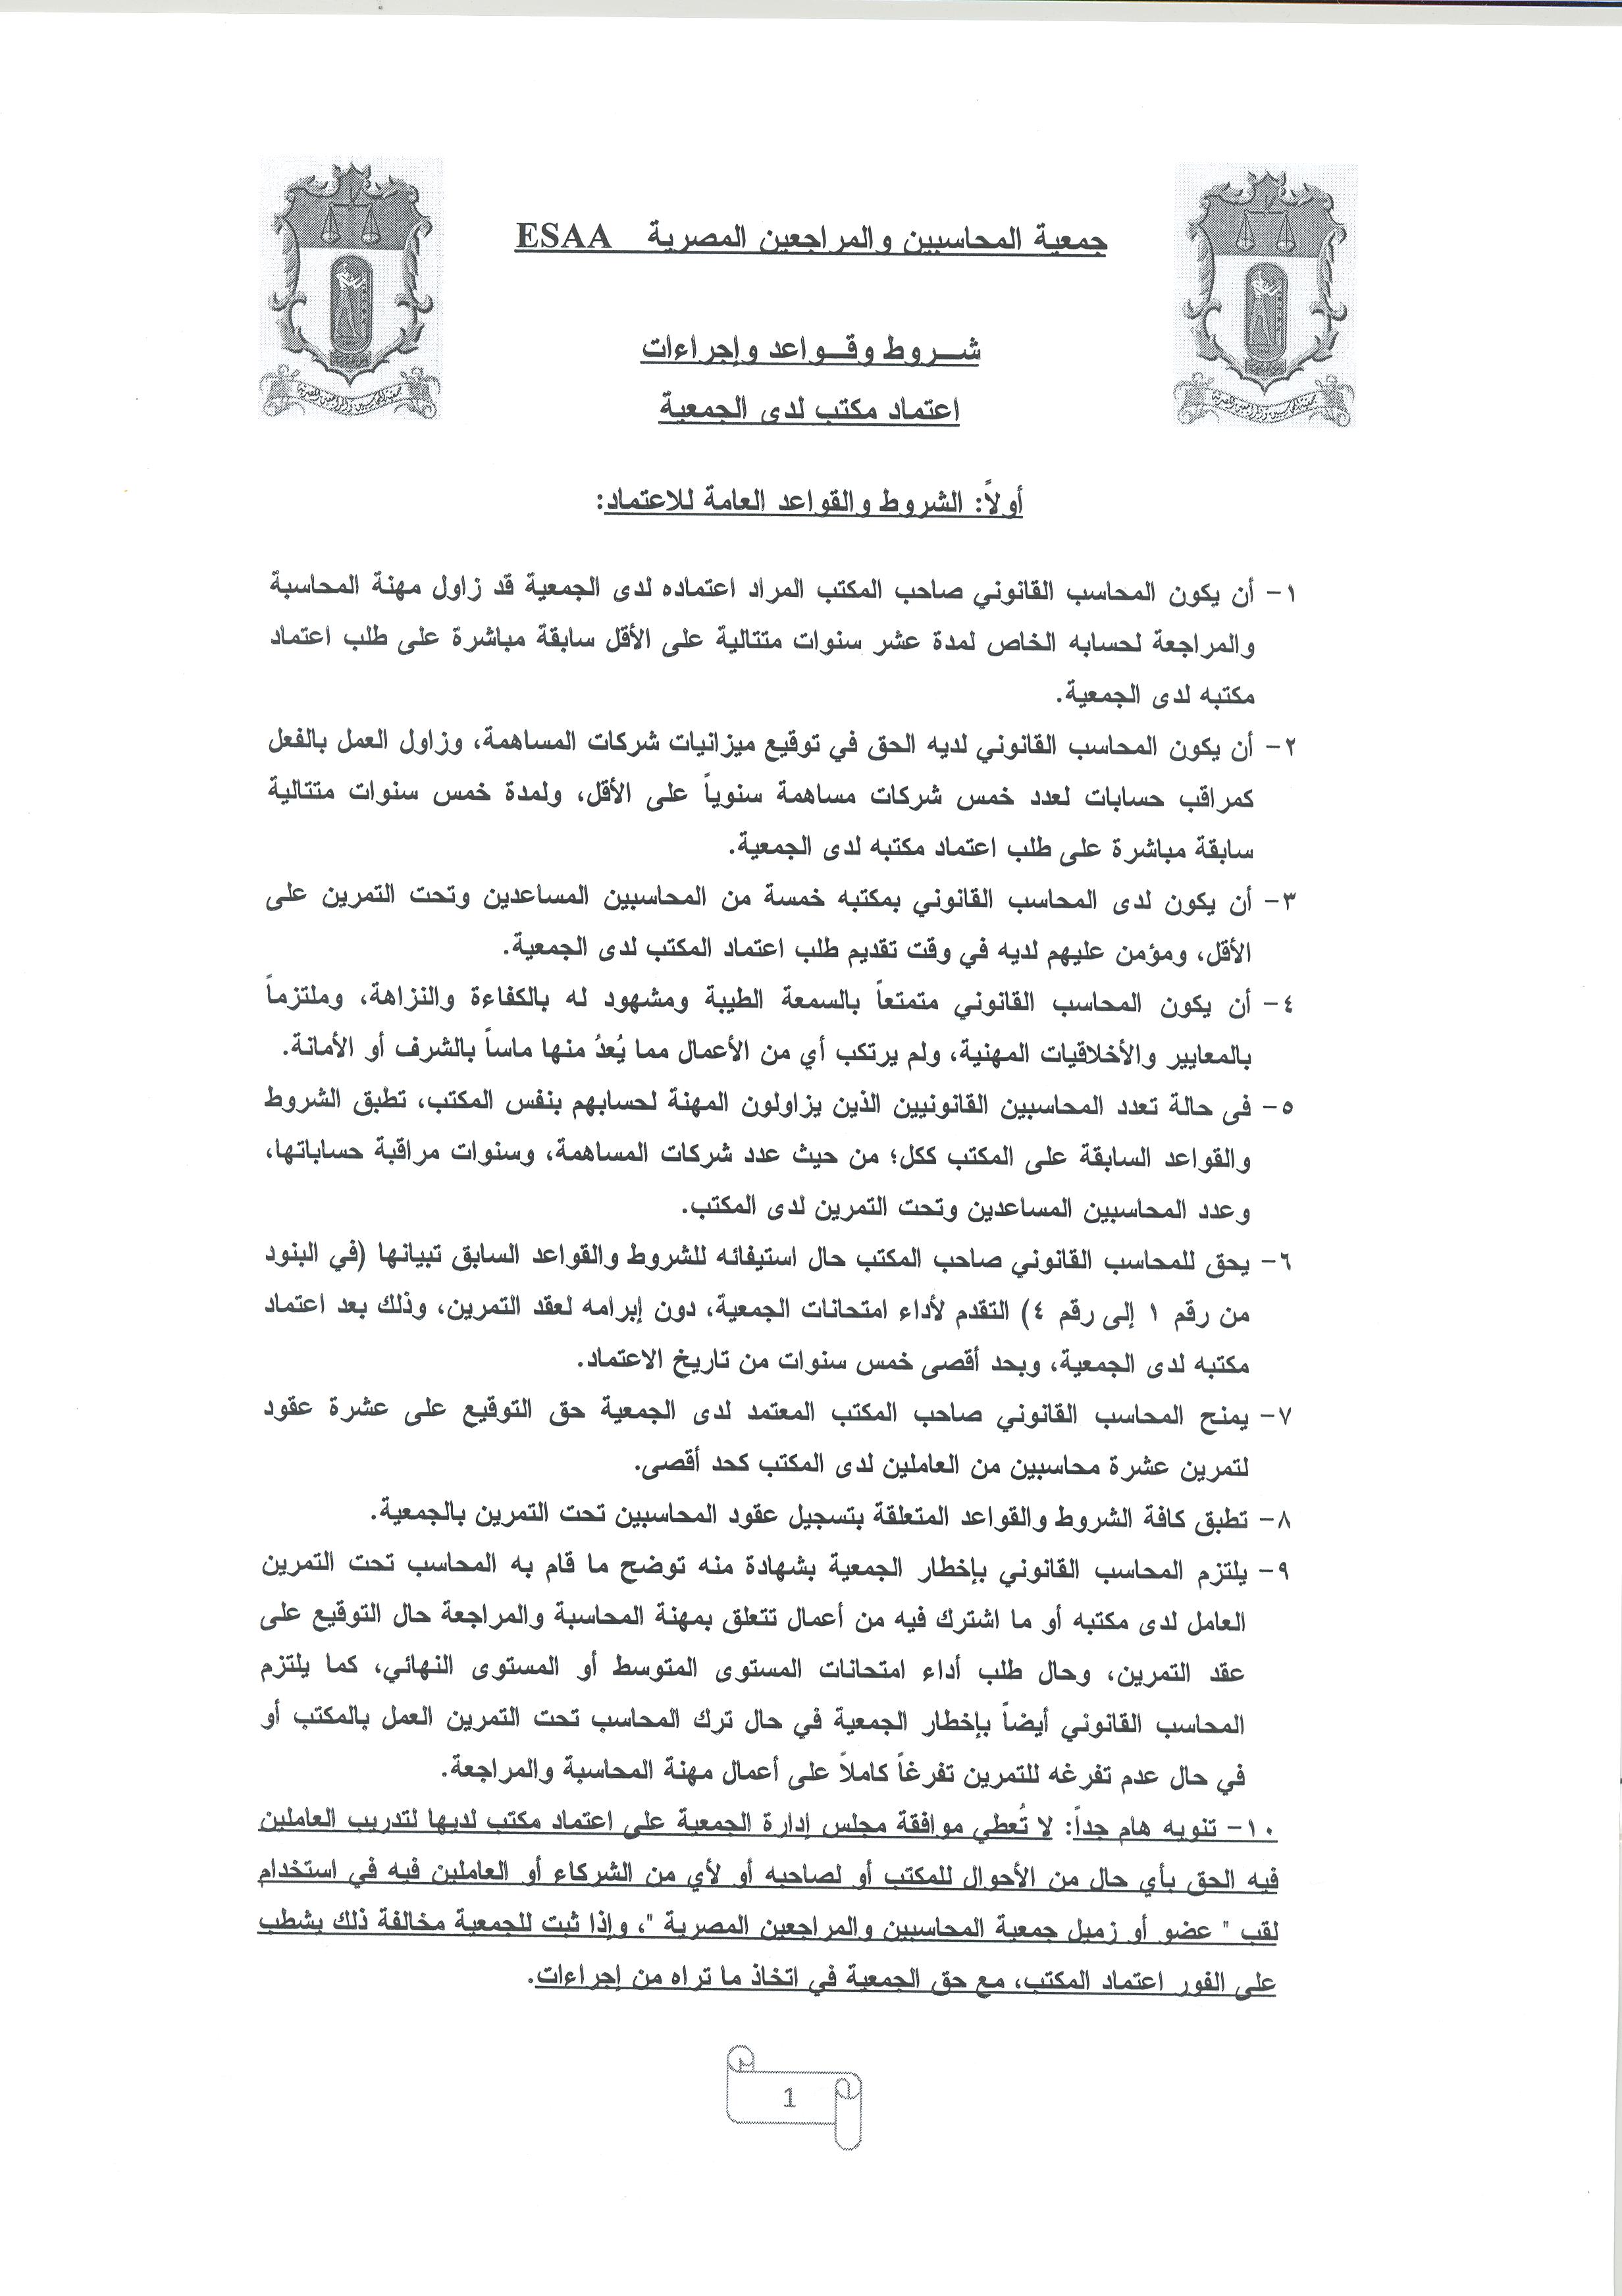 جمعية المحاسبين والمراجعين المصرية ESAA
شـــروط وقـــواعد وإجراءات
اعتماد مكتب لدى الجمعية
أولاً: الشروط والقواعد العامة للاعتماد:
١- أن يكون المحاسب القانوني صاحب المكتب المراد اعتماده لدى الجمعية قد زاول مهنة المحاسبة
والمراجعة لحسابه الخاص لمدة عشر سنوات متتالية على الأقل سابقة مباشرة على طلب اعتماد
مكتبه لدى الجمعية.
٢- أن يكون المحاسب القانوني لديه الحق في توقيع ميزانيات شركات المساهمة، وزاول العمل بالفعل
كمراقب حسابات لعدد خمس شركات مساهمة سنوياً على الأقل، ولمدة خمس سنوات متتالية
سابقة مباشرة على طلب اعتماد مكتبه لدى الجمعية.
٣- أن يكون لدى المحاسب القانوني بمكتبه خمسة من المحاسبين المساعدين وتحت التمرين على
الأقل، ومؤمن عليهم لديه في وقت تقديم طلب اعتماد المكتب لدى الجمعية.
٤- أن يكون المحاسب القانوني متمتعاً بالسمعة الطيبة ومشهود له بالكفاءة والنزاهة، وملتزماً
بالمعايير والأخلاقيات المهنية، ولم يرتكب أي من الأعمال مما يُعدُ منها ماساً بالشرف أو الأمانة.
٥- فى حالة تعدد المحاسبين القانونيين الذين يزاولون المهنة لحسابهم بنفس المكتب، تطبق الشروط
والقواعد السابقة على المكتب ككل؛ من حيث عدد شركات المساهمة، وسنوات مراقبة حساباتها،
وعدد المحاسبين المساعدين وتحت التمرين لدى المكتب.
٦- يحق للمحاسب القانوني صاحب المكتب حال استيفائه للشروط والقواعد السابق تبيانها (في البنود
من رقم ١ إلى رقم ٤) التقدم لأداء امتحانات الجمعية، دون إبرامه لعقد التمرين، وذلك بعد اعتماد
مكتبه لدى الجمعية، وبحد أقصى خمس سنوات من تاريخ الاعتماد.
٧- يمنح المحاسب القانوني صاحب المكتب المعتمد لدى الجمعية حق التوقيع على عشرة عقود
لتمرين عشرة محاسبين من العاملين لدى المكتب كحد أقصى.
٨- تطبق كافة الشروط والقواعد المتعلقة بتسجيل عقود المحاسبين تحت التمرين بالجمعية.
٩- يلتزم المحاسب القانوني بإخطار الجمعية بشهادة منه توضح ما قام به المحاسب تحت التمرين
العامل لدى مكتبه أو ما اشترك فيه من أعمال تتعلق بمهنة المحاسبة والمراجعة حال التوقيع على
عقد التمرين، وحال طلب أداء امتحانات المستوى المتوسط أو المستوى النهائي، كما يلتزم
المحاسب القانوني أيضاً بإخطار الجمعية في حال ترك المحاسب تحت التمرين العمل بالمكتب أو
في حال عدم تفرغه للتمرين تفرغاً كاملاً على أعمال مهنة المحاسبة والمراجعة.
١٠- تنويه هام جداً: لا تُعطي موافقة مجلس إدارة الجمعية على اعتماد مكتب لديها لتدريب العاملين
فيه الحق بأي حال من الأحوال للمكتب أو لصاحبه أو لأي من الشركاء أو العاملين فيه في استخدام
لقب " عضو أو زميل جمعية المحاسبين والمراجعين المصرية "، وإذا ثبت للجمعية مخالفة ذلك يشطب
على الفور اعتماد المكتب، مع حق الجمعية في اتخاذ ما تراه من إجراءات.
1